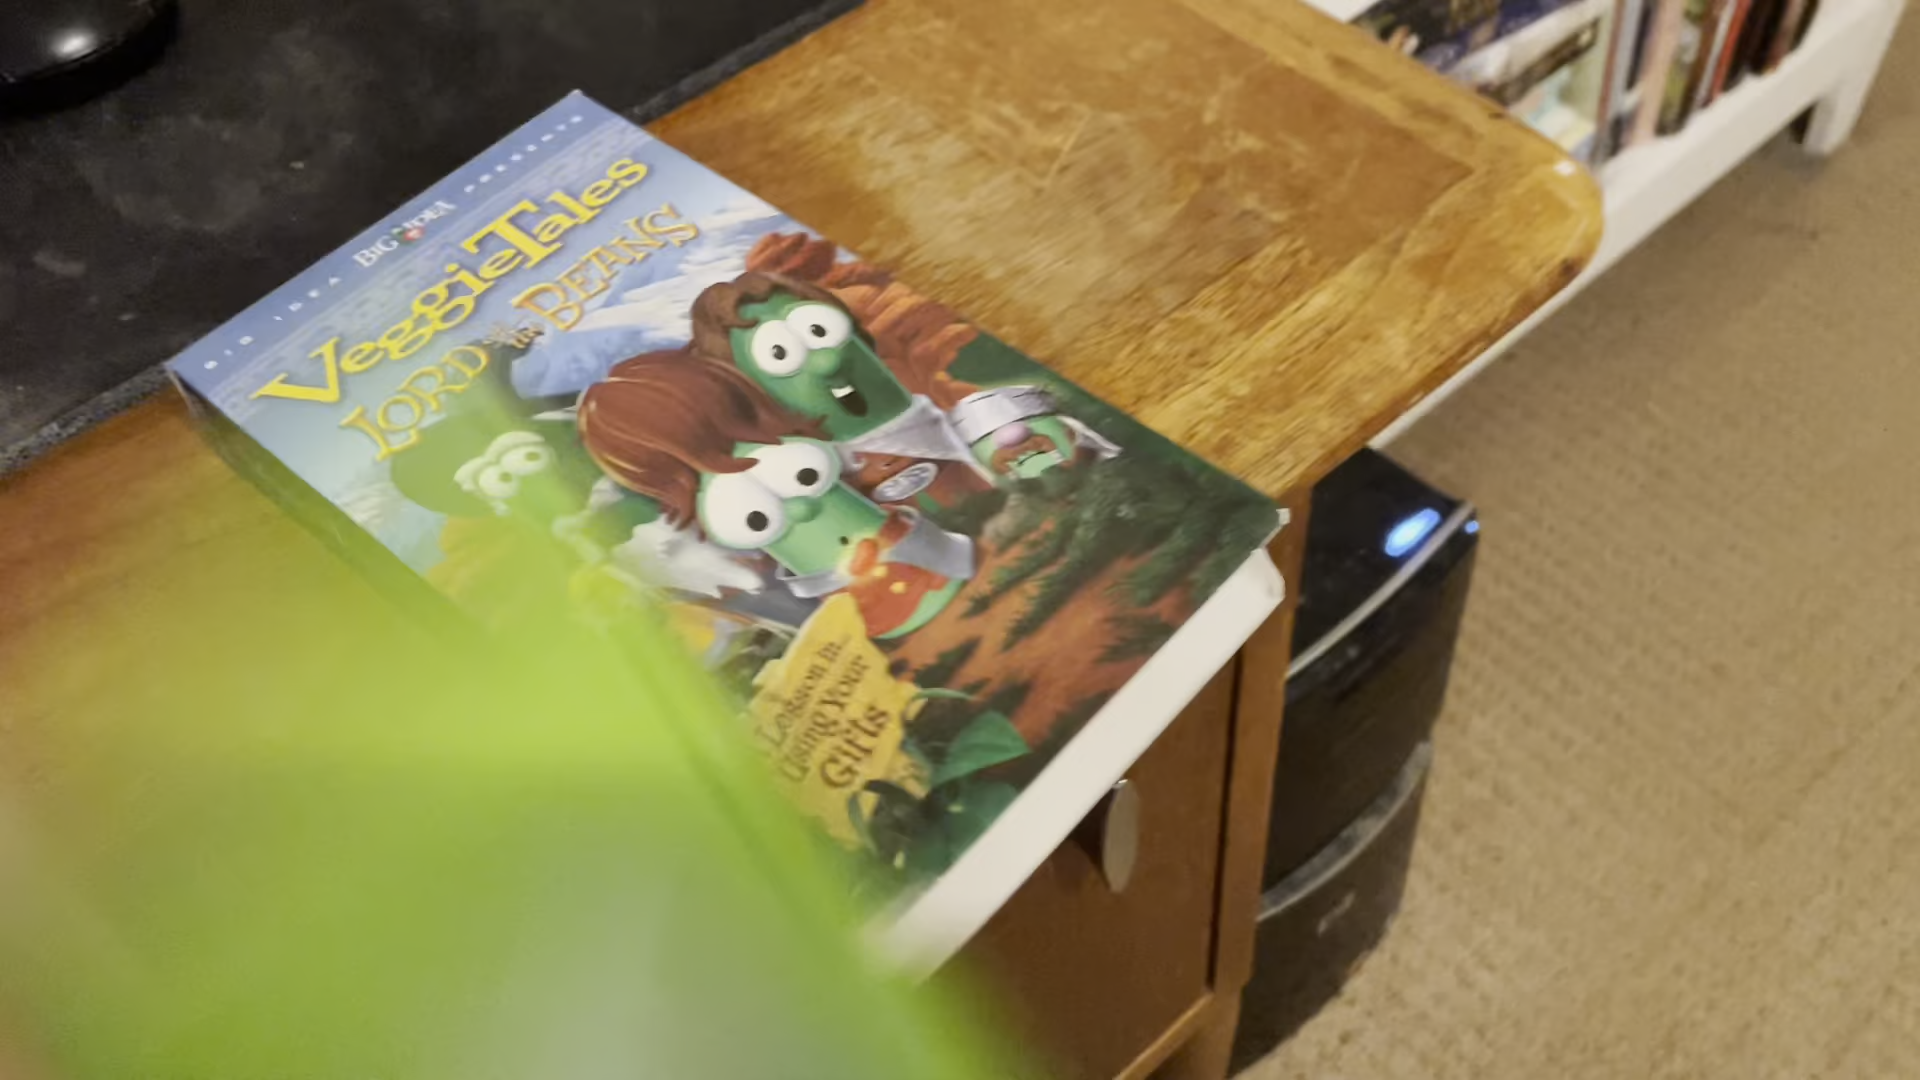 BIG IDEA PRESENTS
BIG IDEA
VeggieTales
LORD of the BEANS
A Lesson in...
Using Your
Gifts